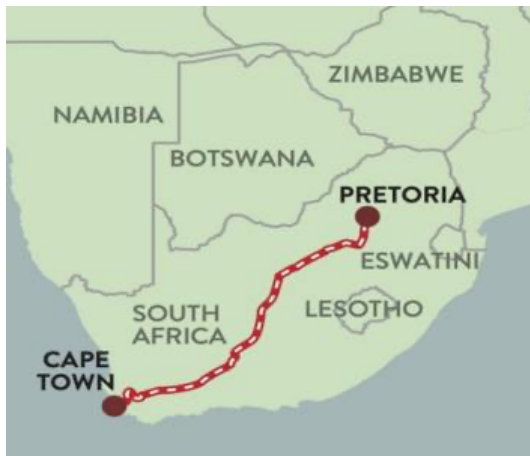 ZIMBABWE
NAMIBIA
BOTSWANA
PRETORIA
ESWATINI
SOUTH
AFRICA
LESOTHO
CAPE
TOWN